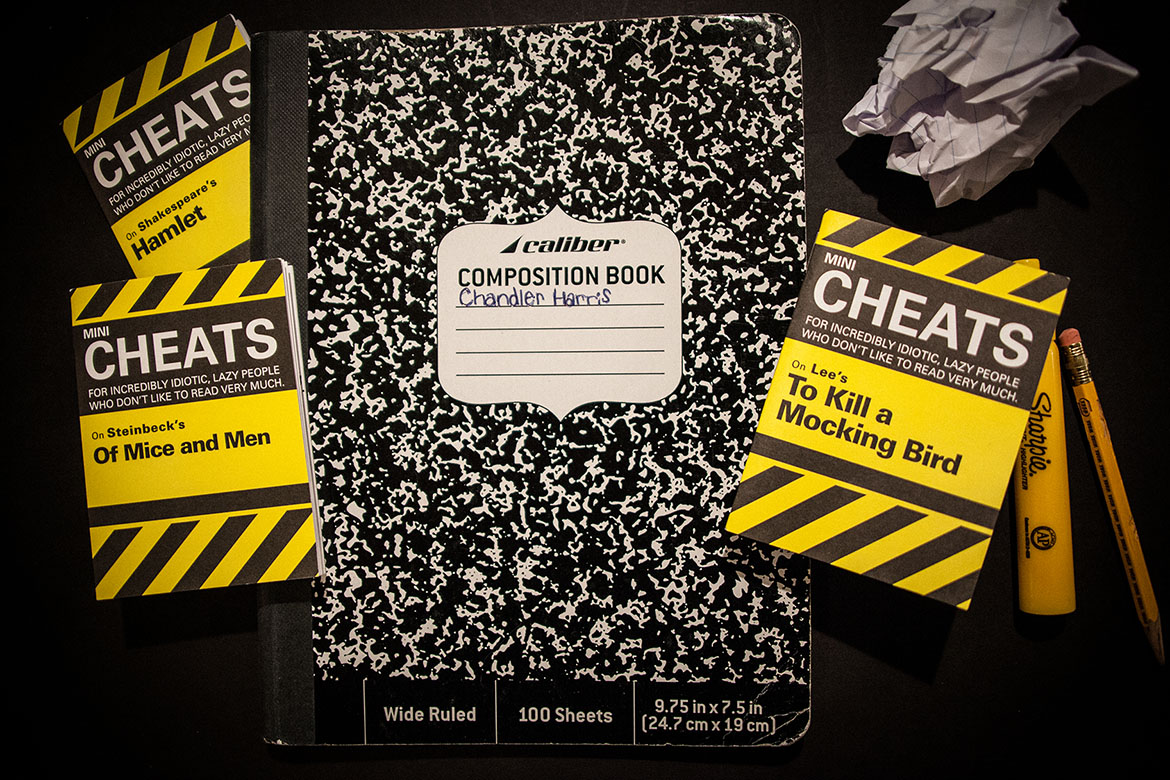 MINI
CHEATS
FOR INCREDIBLY IDIOTIC, LAZY PEOP
WHO DON'T LIKE TO READ VERY M
On Shakespeare's
Hamlet
MINI
CHEATS
FOR INCREDIBLY IDIOTIC, LAZY PEOPLE
WHO DON'T LIKE TO READ VERY MUCH.
On Steinbeck's
Of Mice and Men
caliber®
COMPOSITION BOOK
Chandler Harris
Wide Ruled
100 Sheets
9.75 in x 7.5 in
(24.7 cm x 19 cm)
MINI
CHEATS
FOR INCREDIBLY IDIOTIC, LAZY PEOPLE
WHO DON'T LIKE TO READ VERY MUCH.
On Lee's
To Kill a
Mocking Bird
Sharpie.
HIGHLIGHTER
AP